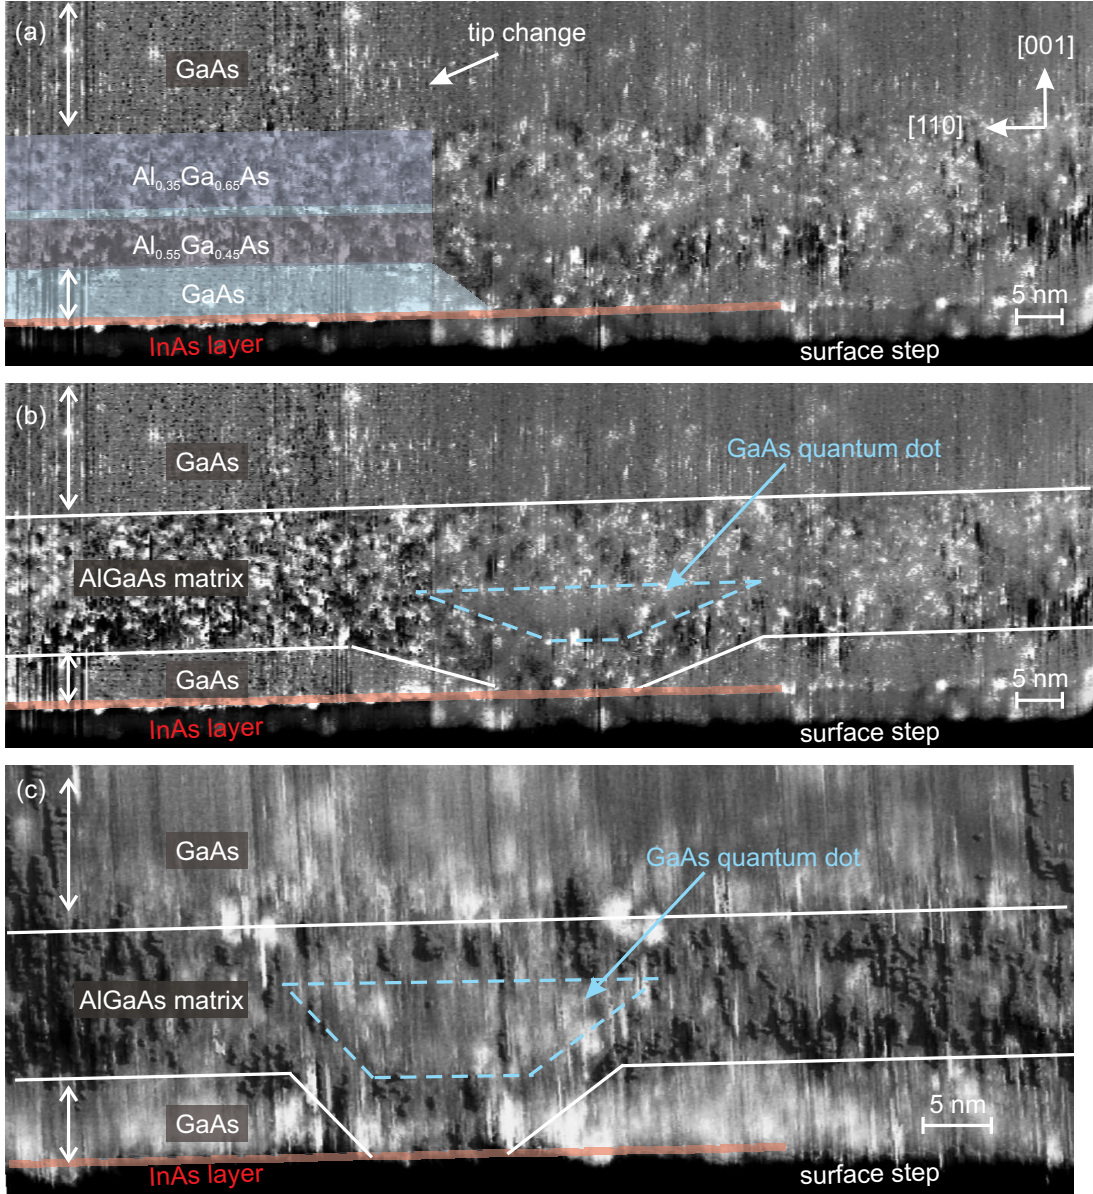 (a)
tip change
[001]
GaAs
[110]
Al0.35Ga0.65As
Al0.55Ga0.45As
GaAs
5 nm
InAs layer
surface step
(b)
GaAs quantum dot
GaAs
AlGaAs matrix
GaAs
5 nm
InAs layer
surface step
(c)
GaAs
GaAs quantum dot
AlGaAs matrix
5 nm
GaAs
InAs layer
surface step